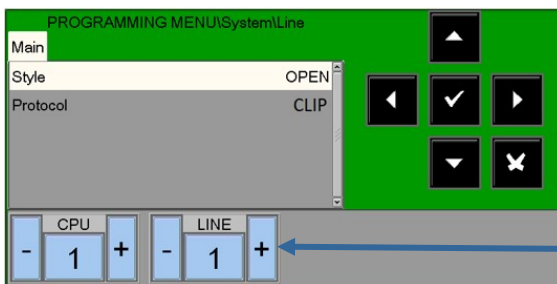 PROGRAMMING MENU\System\Line
Main
Style OPEN
Protocol CLIP
CPU LINE
- 1 + - 1 +